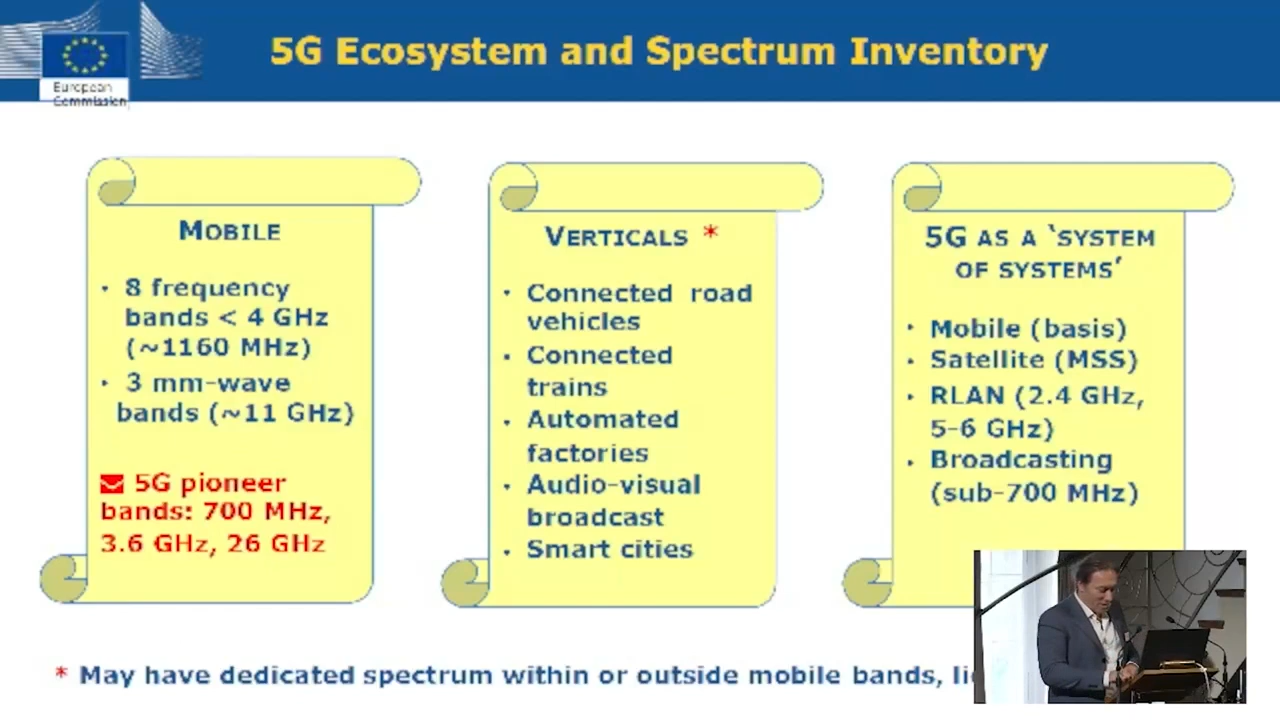 5G Ecosystem and Spectrum Inventory
European
Commission
MOBILE
• 8 frequency
bands < 4 GHz
(~1160 MHz)
• 3 mm-wave
bands (~11 GHz)
5G pioneer
bands: 700 MHz,
3.6 GHz, 26 GHz
VERTICALS *
• Connected road
vehicles
• Connected
trains
• Automated
factories
• Audio-visual
broadcast
• Smart cities
5G AS A ‘SYSTEM
OF SYSTEMS’
• Mobile (basis)
• Satellite (MSS)
• RLAN (2.4 GHz,
5-6 GHz)
• Broadcasting
(sub-700 MHz)
* May have dedicated spectrum within or outside mobile bands,